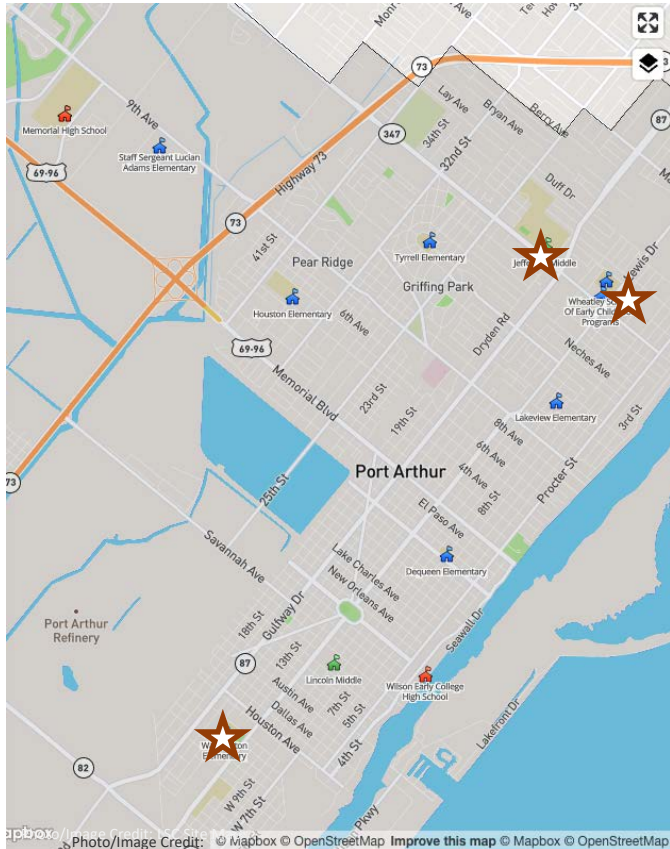 73
347
87
69-96
Memorial High School
9th Ave
Staff Sergeant Lucian
Adams Elementary
Lay Ave
Bryan Ave
Berry Ave
34th St
32nd St
Highway 73
73
Duff Dr
41st St
Pear Ridge
Tyrrell Elementary
Griffing Park
Middle
Lewis Dr
Houston Elementary
6th Ave
Dryden Rd
Wheatley
Of Early
Programs
69-96
Memorial Blvd
Neches Ave
23rd St
19th St
Lakeview Elementary
3rd St
8th Ave
6th Ave
4th Ave
8th St
Procter St
73
25th St
Port Arthur
El Paso Ave
Savannah Ave
Lake Charles Ave
New Orleans Ave
Dequeen Elementary
Port Arthur
Refinery
18th St
Gulfway Dr
Seawall Dr
87
13th St
Lincoln Middle
Wilson Early College
High School
Austin Ave
Dallas Ave
Houston Ave
7th St
5th St
4th St
Lakefront Dr
Elementary
82
W 9th St
W 7th St
Pkwy
Photo/Image Credit: © Mapbox © OpenStreetMap Improve this map © Mapbox © OpenStreetMap